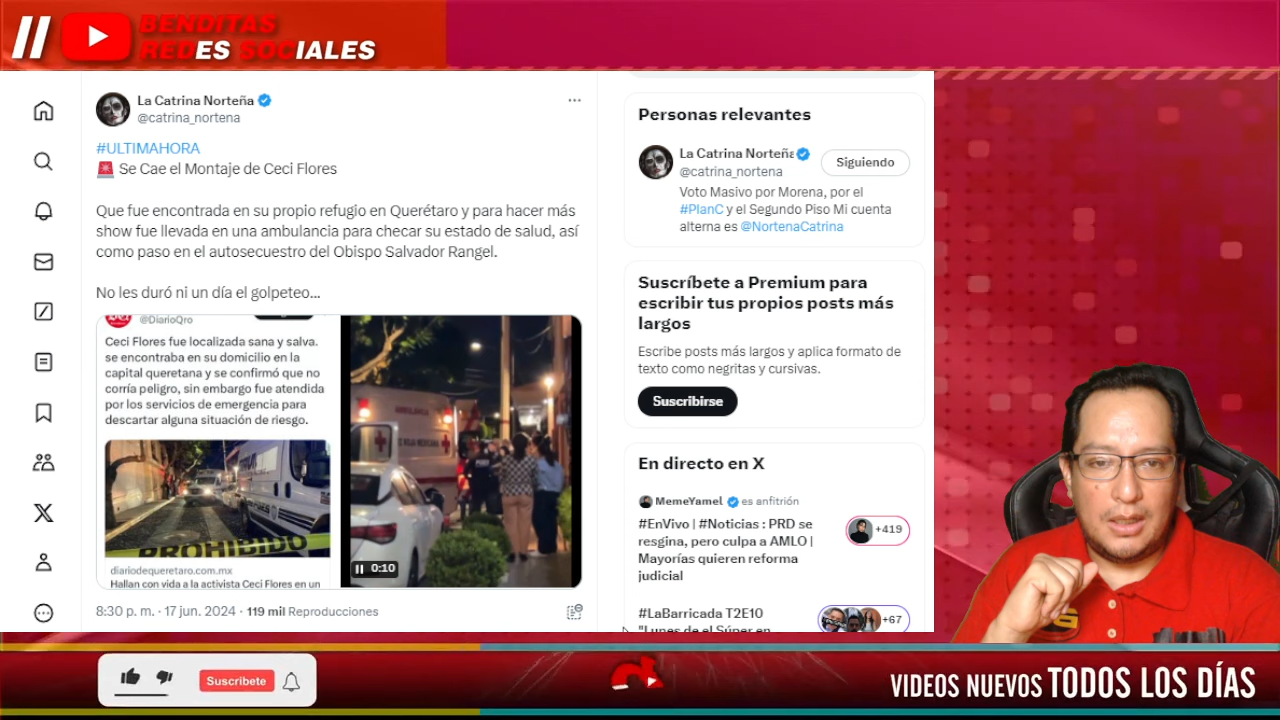 BENDITAS
REDES SOCIALES
La Catrina Norteña
@catrina_nortena
#ULTIMAHORA
🚨 Se Cae el Montaje de Ceci Flores
Que fue encontrada en su propio refugio en Querétaro y para hacer más
show fue llevada en una ambulancia para checar su estado de salud, así
como paso en el autosecuestro del Obispo Salvador Rangel.
No les duró ni un día el golpeteo...
@DiarioQro
Ceci Flores fue localizada sana y salva.
se encontraba en su domicilio en la
capital queretana y se confirmó que no
corría peligro, sin embargo fue atendida
por los servicios de emergencia para
descartar alguna situación de riesgo.
PROHIBIDO
diariodequeretaro.com.mx
Hallan con vida a la activista Ceci Flores en un
AMBULANCIA
0:10
8:30 p. m. · 17 jun. 2024 · 119 mil Reproducciones
Personas relevantes
La Catrina Norteña
@catrina_nortena
Siguiendo
Voto Masivo por Morena, por el
#PlanC y el Segundo Piso Mi cuenta
alterna es @NortenaCatrina
Suscríbete a Premium para
escribir tus propios posts más
largos
Escribe posts más largos y aplica formato de
texto como negritas y cursivas.
Suscribirse
En directo en X
MemeYamel es anfitrión
#EnVivo | #Noticias : PRD se
resgina, pero culpa a AMLO |
Mayorías quieren reforma
judicial
+419
#LaBarricada T2E10
"Lunes de el Súper en
+67
Suscribete
VIDEOS NUEVOS TODOS LOS DÍAS